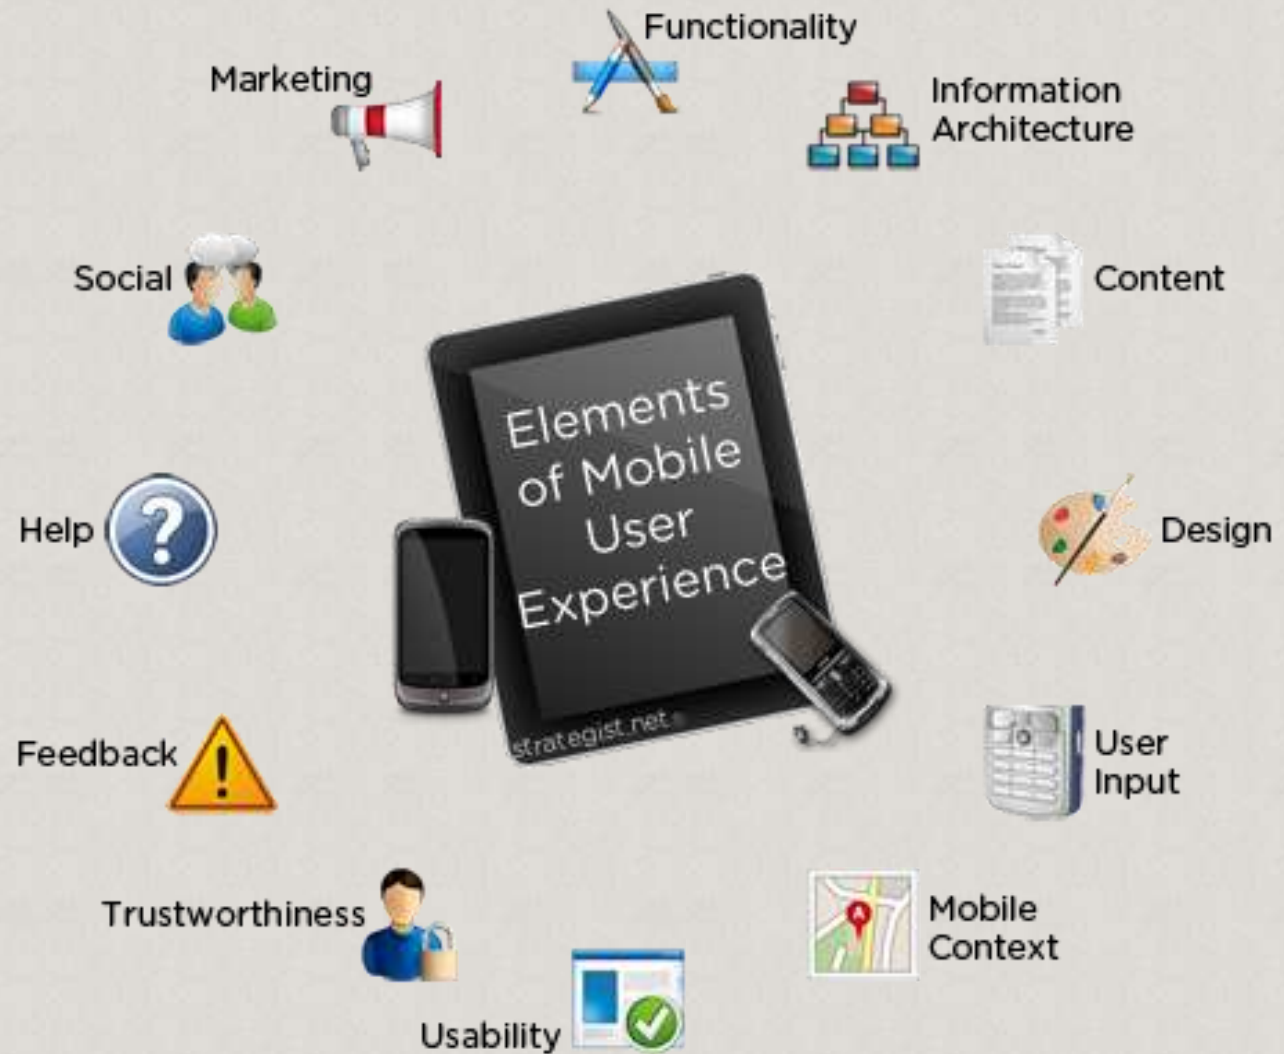 Functionality
Marketing
Information
Architecture
Social
Content
Elements
of Mobile
User
Experience
Help
Design
strategist.net
Feedback
User
Input
Trustworthiness
Mobile
Context
Usability